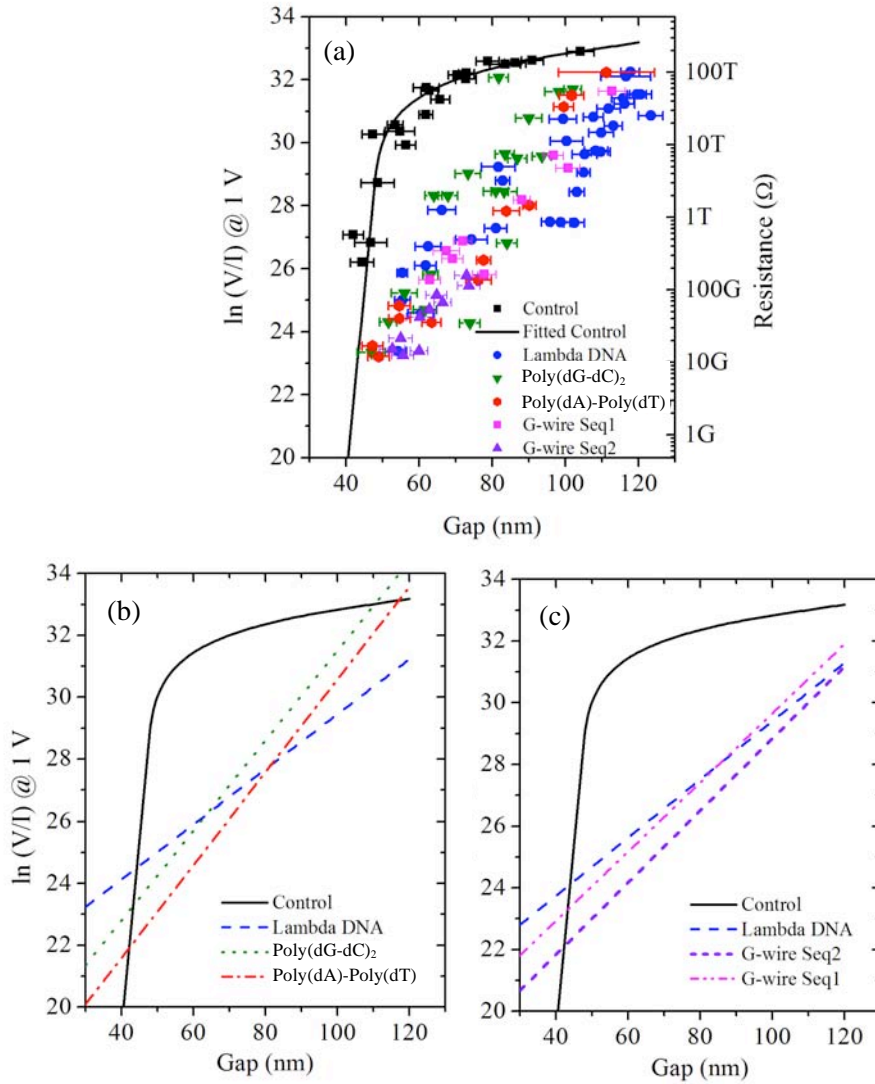 (a)
ln (V/I) @ 1 V
34
32
30
28
26
24
22
20
40 60 80 100 120
Gap (nm)
100T
10T
1T
100G
10G
1G
Resistance (Ω)
Control
Fitted Control
Lambda DNA
Poly(dG-dC)₂
Poly(dA)-Poly(dT)
G-wire Seq1
G-wire Seq2
(b)
ln (V/I) @ 1 V
34
32
30
28
26
24
22
20
40 60 80 100 120
Gap (nm)
Control
Lambda DNA
Poly(dG-dC)₂
Poly(dA)-Poly(dT)
(c)
34
32
30
28
26
24
22
20
40 60 80 100 120
Gap (nm)
Control
Lambda DNA
G-wire Seq2
G-wire Seq1